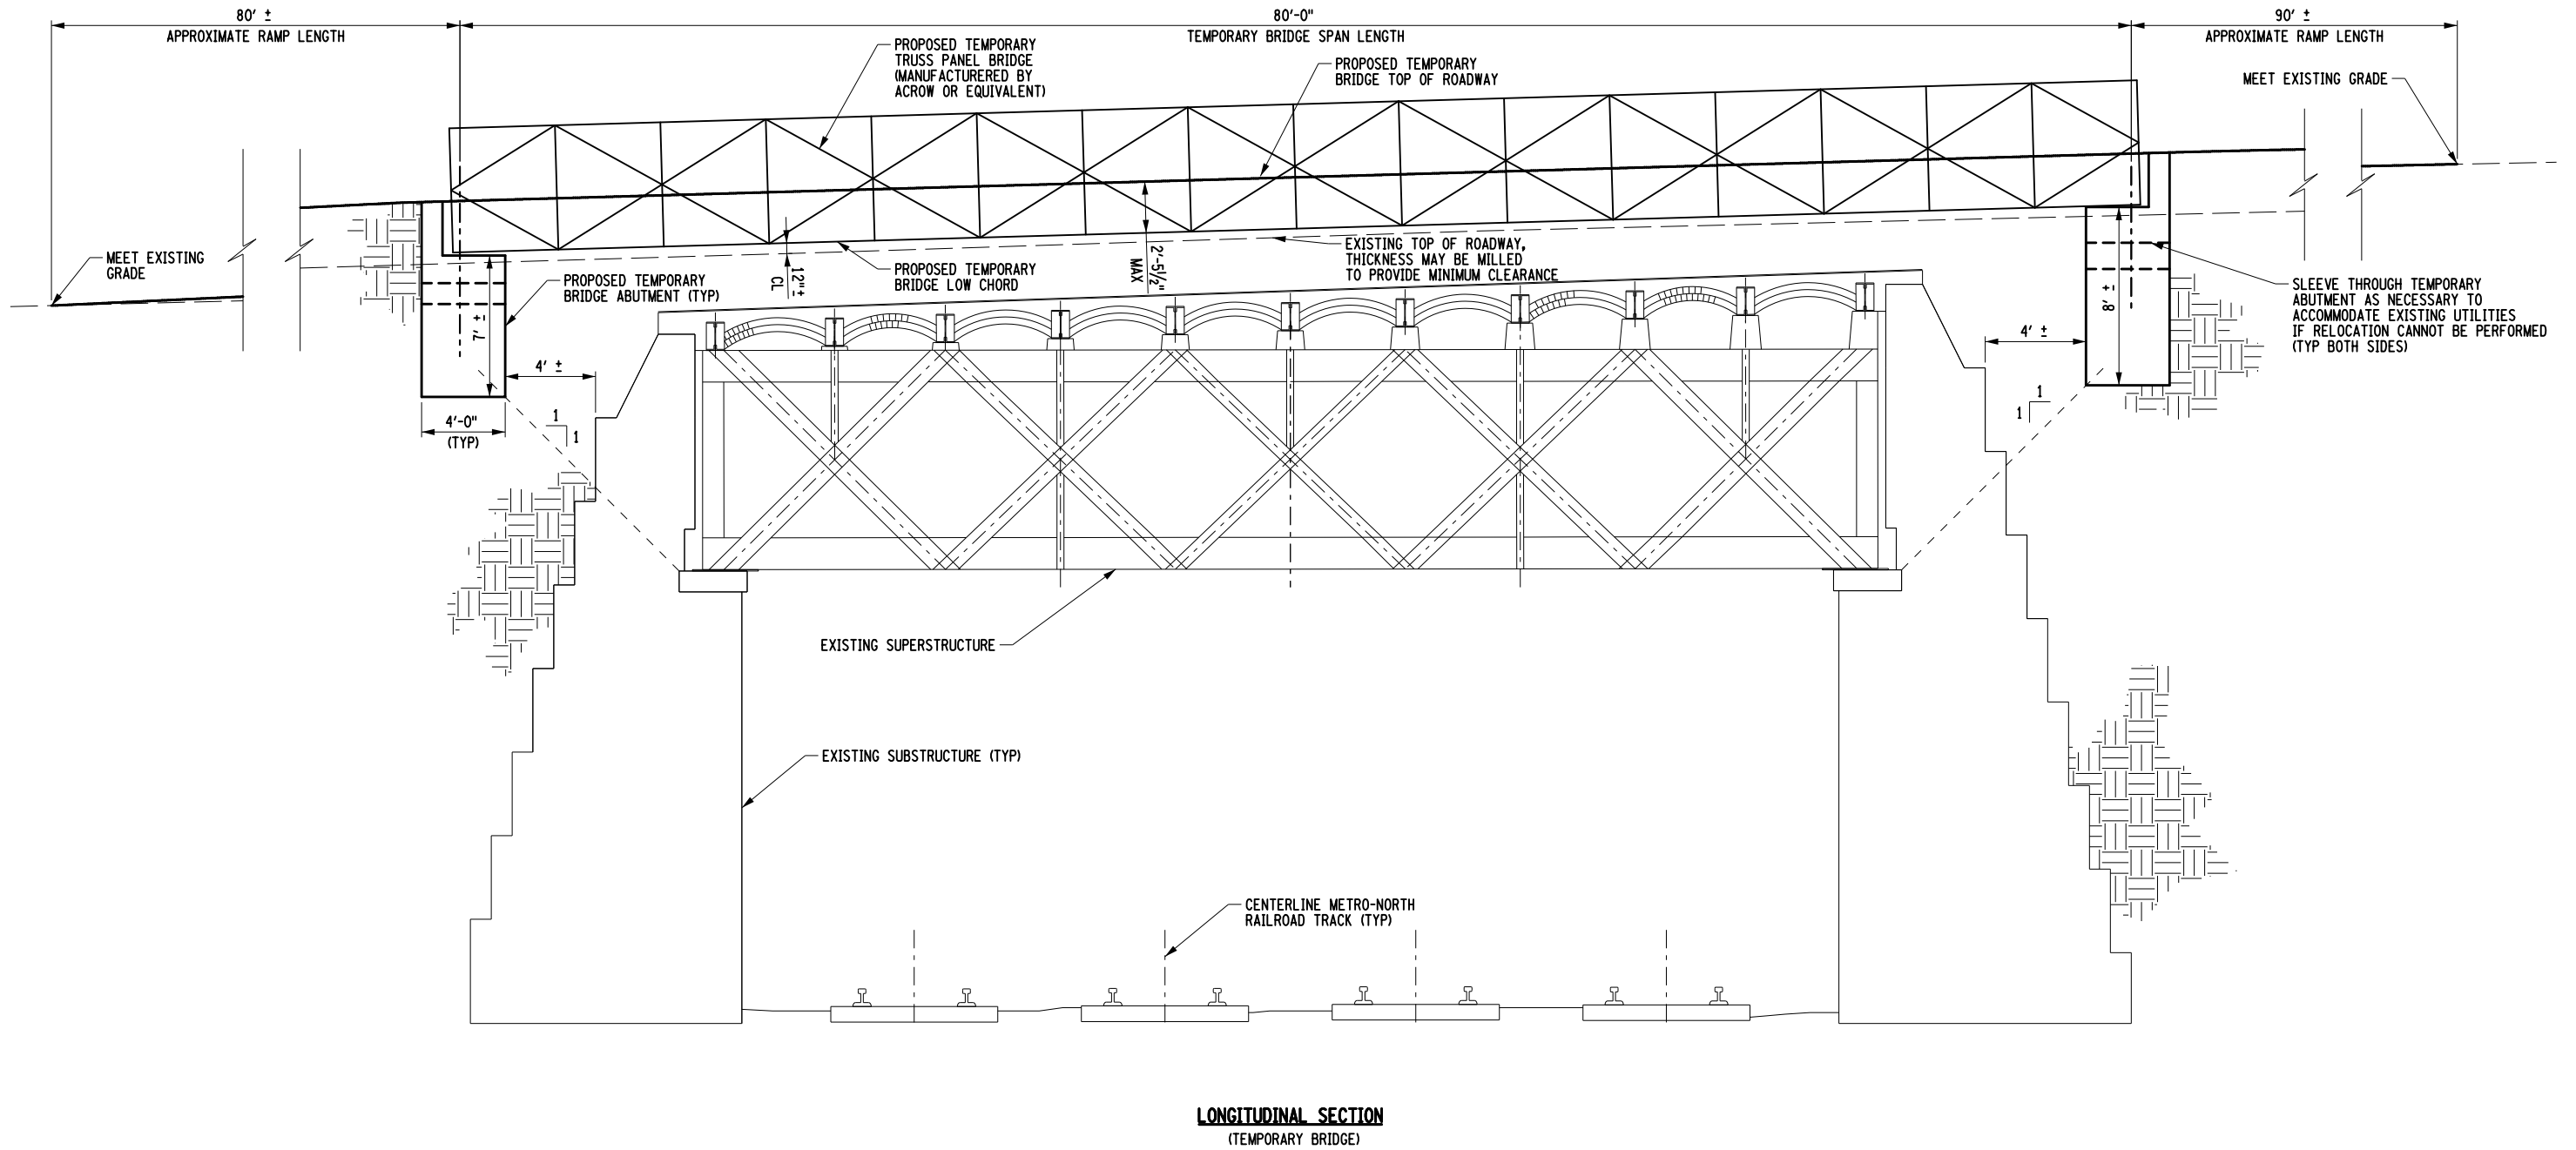 80' ±
APPROXIMATE RAMP LENGTH
80'-0"
TEMPORARY BRIDGE SPAN LENGTH
90' ±
APPROXIMATE RAMP LENGTH
PROPOSED TEMPORARY
TRUSS PANEL BRIDGE
(MANUFACTURERED BY
ACROW OR EQUIVALENT)
PROPOSED TEMPORARY
BRIDGE TOP OF ROADWAY
MEET EXISTING GRADE
MEET EXISTING
GRADE
PROPOSED TEMPORARY
BRIDGE ABUTMENT (TYP)
12"±
CL
PROPOSED TEMPORARY
BRIDGE LOW CHORD
2'-5 1/2"
MAX
EXISTING TOP OF ROADWAY,
THICKNESS MAY BE MILLED
TO PROVIDE MINIMUM CLEARANCE
SLEEVE THROUGH TEMPORARY
ABUTMENT AS NECESSARY TO
ACCOMMODATE EXISTING UTILITIES
IF RELOCATION CANNOT BE PERFORMED
(TYP BOTH SIDES)
7' ±
8' ±
4' ±
4' ±
4'-0"
(TYP)
1
1
1
1
EXISTING SUPERSTRUCTURE
EXISTING SUBSTRUCTURE (TYP)
CENTERLINE METRO-NORTH
RAILROAD TRACK (TYP)
LONGITUDINAL SECTION
(TEMPORARY BRIDGE)